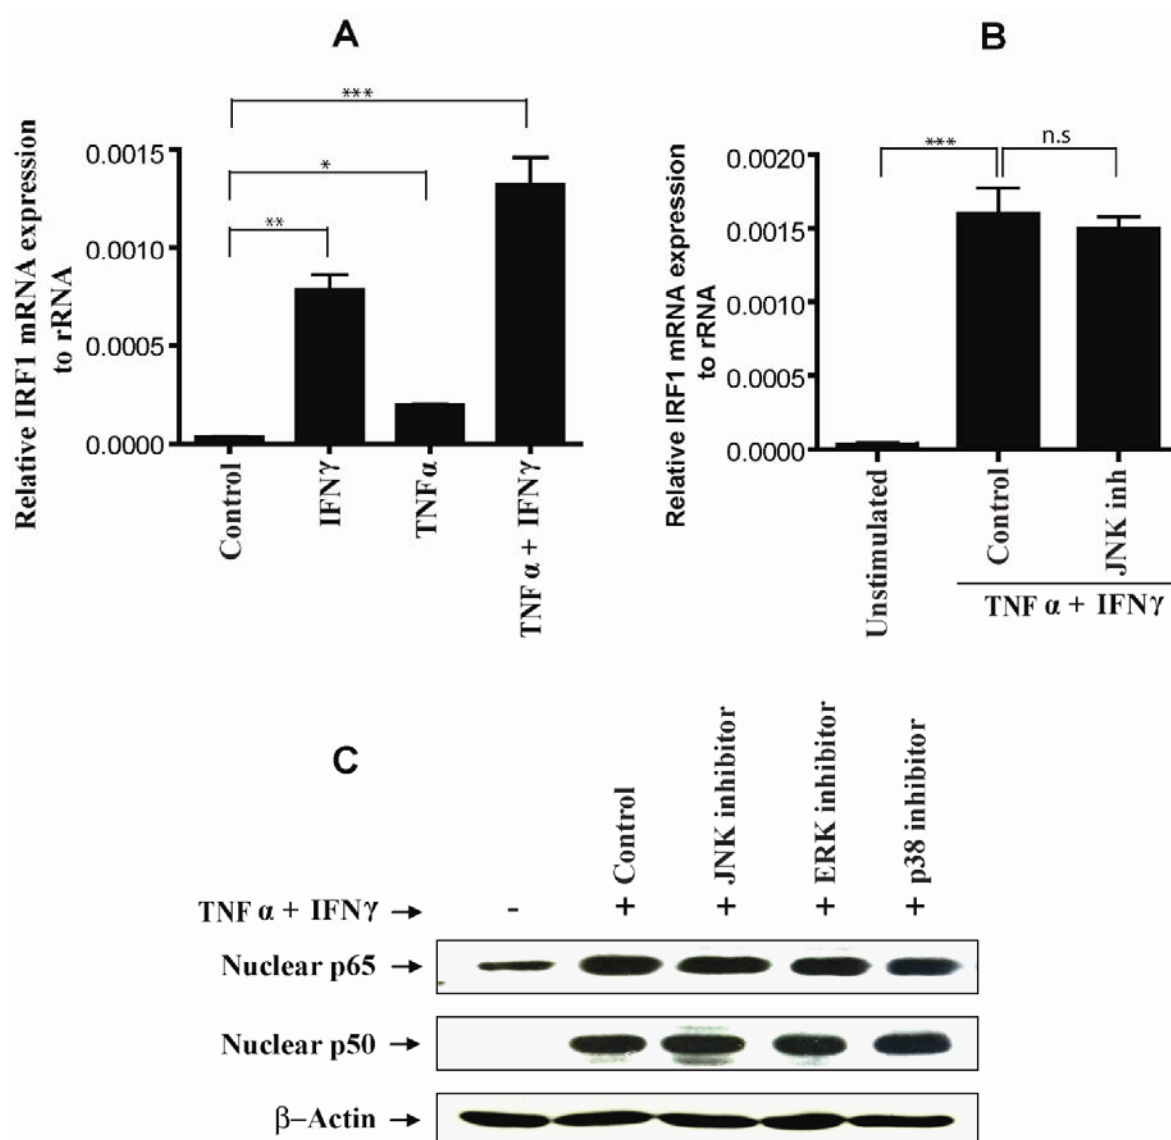 A
Relative IRF1 mRNA expression
to rRNA
***
*
**
0.0015
0.0010
0.0005
0.0000
Control
IFNγ
TNFα
TNF α + IFNγ
B
Relative IRF1 mRNA expression
to rRNA
***
n.s
0.0020
0.0015
0.0010
0.0005
0.0000
Unstimulated
Control
JNK inh
TNF α + IFNγ
C
Control
JNK inhibitor
ERK inhibitor
p38 inhibitor
TNF α + IFNγ → - + + + +
Nuclear p65 →
Nuclear p50 →
β–Actin →